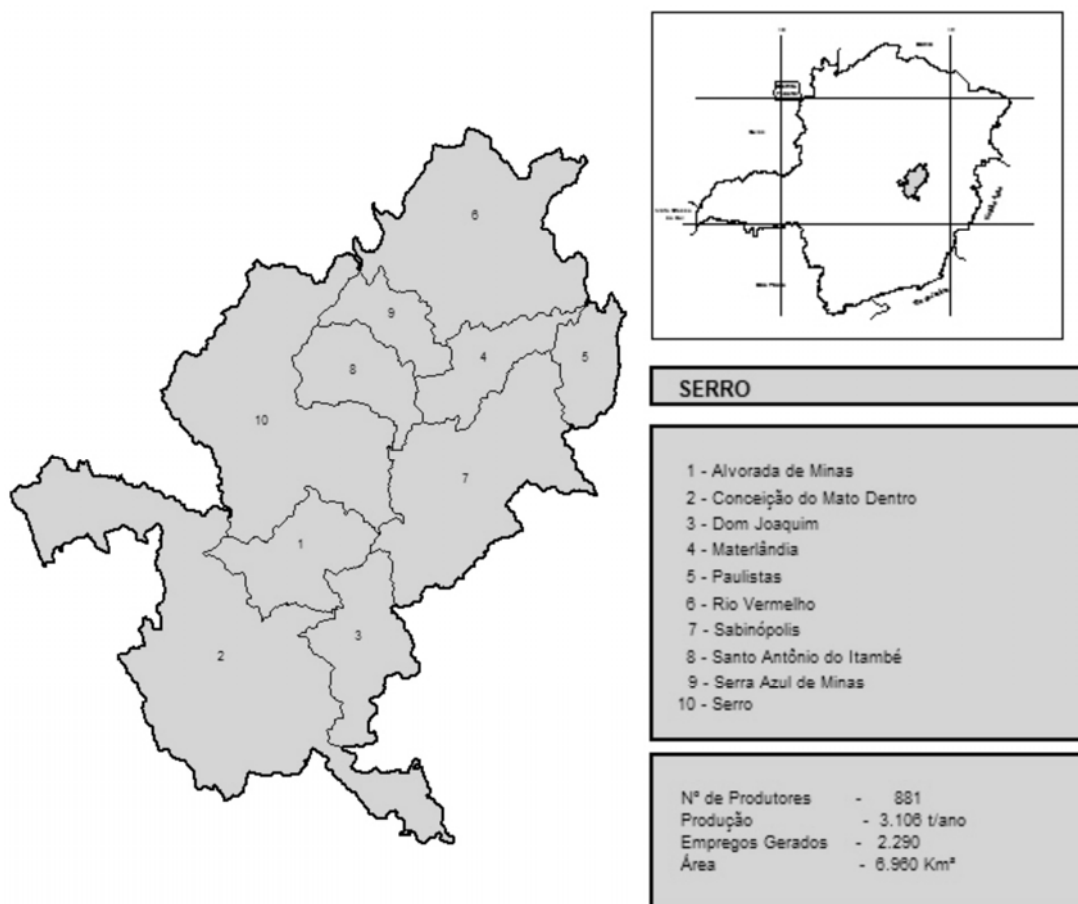 6
9
4
5
8
10
7
1
3
2
SERRO
1 - Alvorada de Minas
2 - Conceição do Mato Dentro
3 - Dom Joaquim
4 - Materlândia
5 - Paulistas
6 - Rio Vermelho
7 - Sabinópolis
8 - Santo Antônio do Itambé
9 - Serra Azul de Minas
10 - Serro
Nº de Produtores - 881
Produção - 3.106 t/ano
Empregos Gerados - 2.290
Área - 6.960 Km²